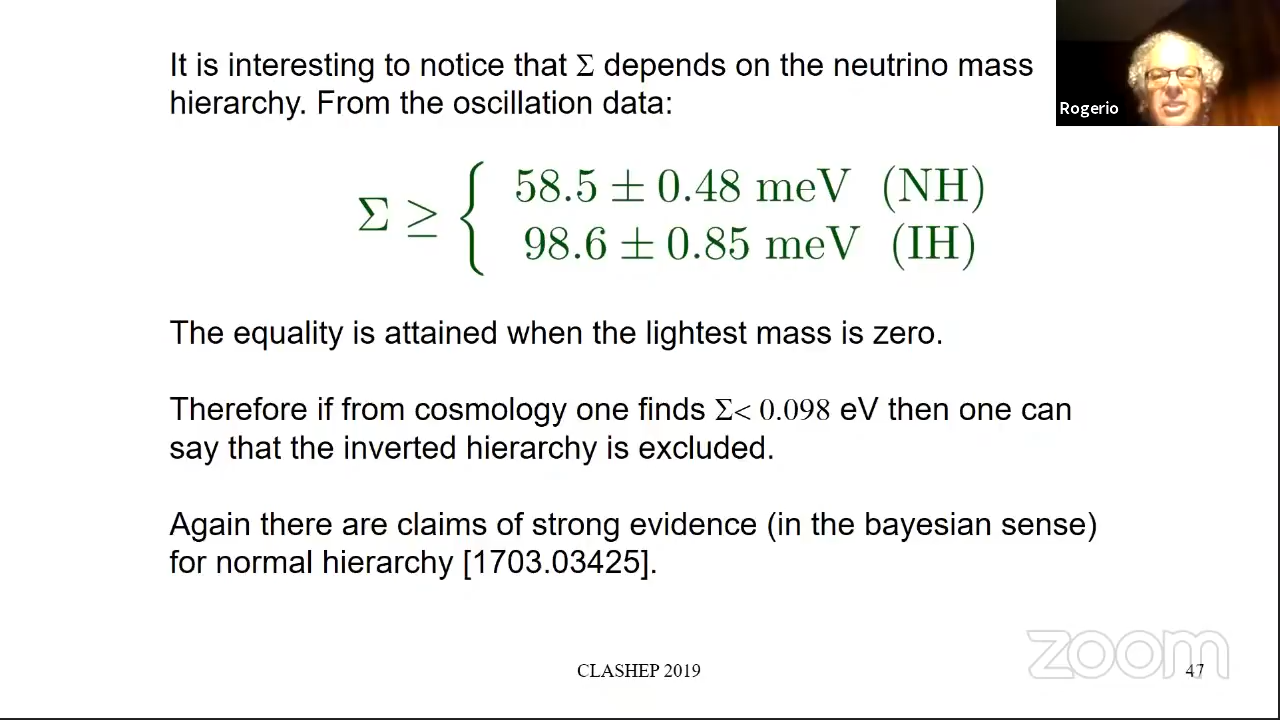 It is interesting to notice that Σ depends on the neutrino mass
hierarchy. From the oscillation data:
Rogerio
Σ ≥ { 58.5 ± 0.48 meV (NH)
98.6 ± 0.85 meV (IH)
The equality is attained when the lightest mass is zero.
Therefore if from cosmology one finds Σ< 0.098 eV then one can
say that the inverted hierarchy is excluded.
Again there are claims of strong evidence (in the bayesian sense)
for normal hierarchy [1703.03425].
zoom
CLASHEP 2019
47